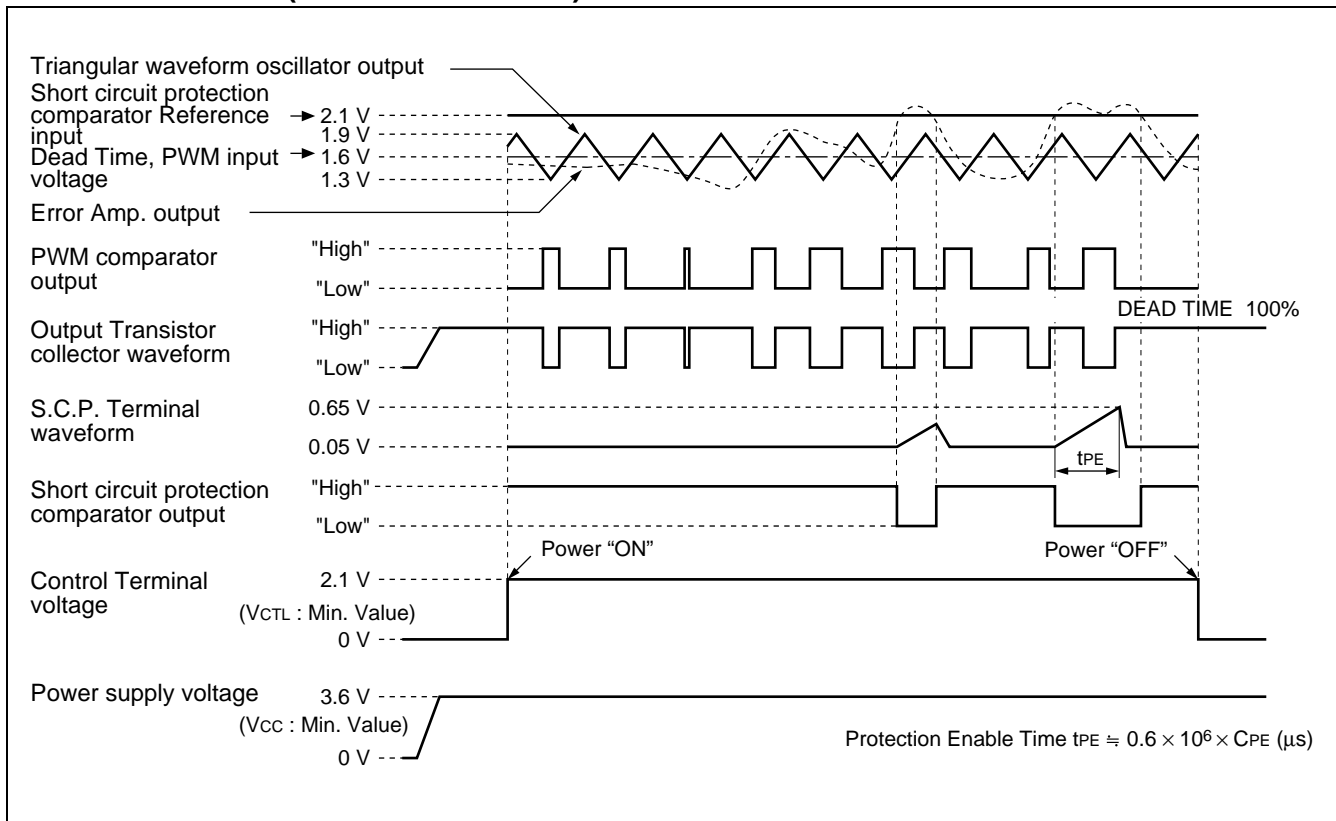 Triangular waveform oscillator output
Short circuit protection
comparator Reference
input
2.1 V
1.9 V
Dead Time, PWM input
voltage
1.6 V
1.3 V
Error Amp. output
PWM comparator
output
"High"
"Low"
DEAD TIME 100%
Output Transistor
collector waveform
"High"
"Low"
S.C.P. Terminal
waveform
0.65 V
0.05 V
tPE
Short circuit protection
comparator output
"High"
"Low"
Power “ON”
Power “OFF”
Control Terminal
voltage
2.1 V
(VCTL : Min. Value)
0 V
Power supply voltage
3.6 V
(VCC : Min. Value)
0 V
Protection Enable Time tPE ≒ 0.6 × 10⁶ × CPE (μs)